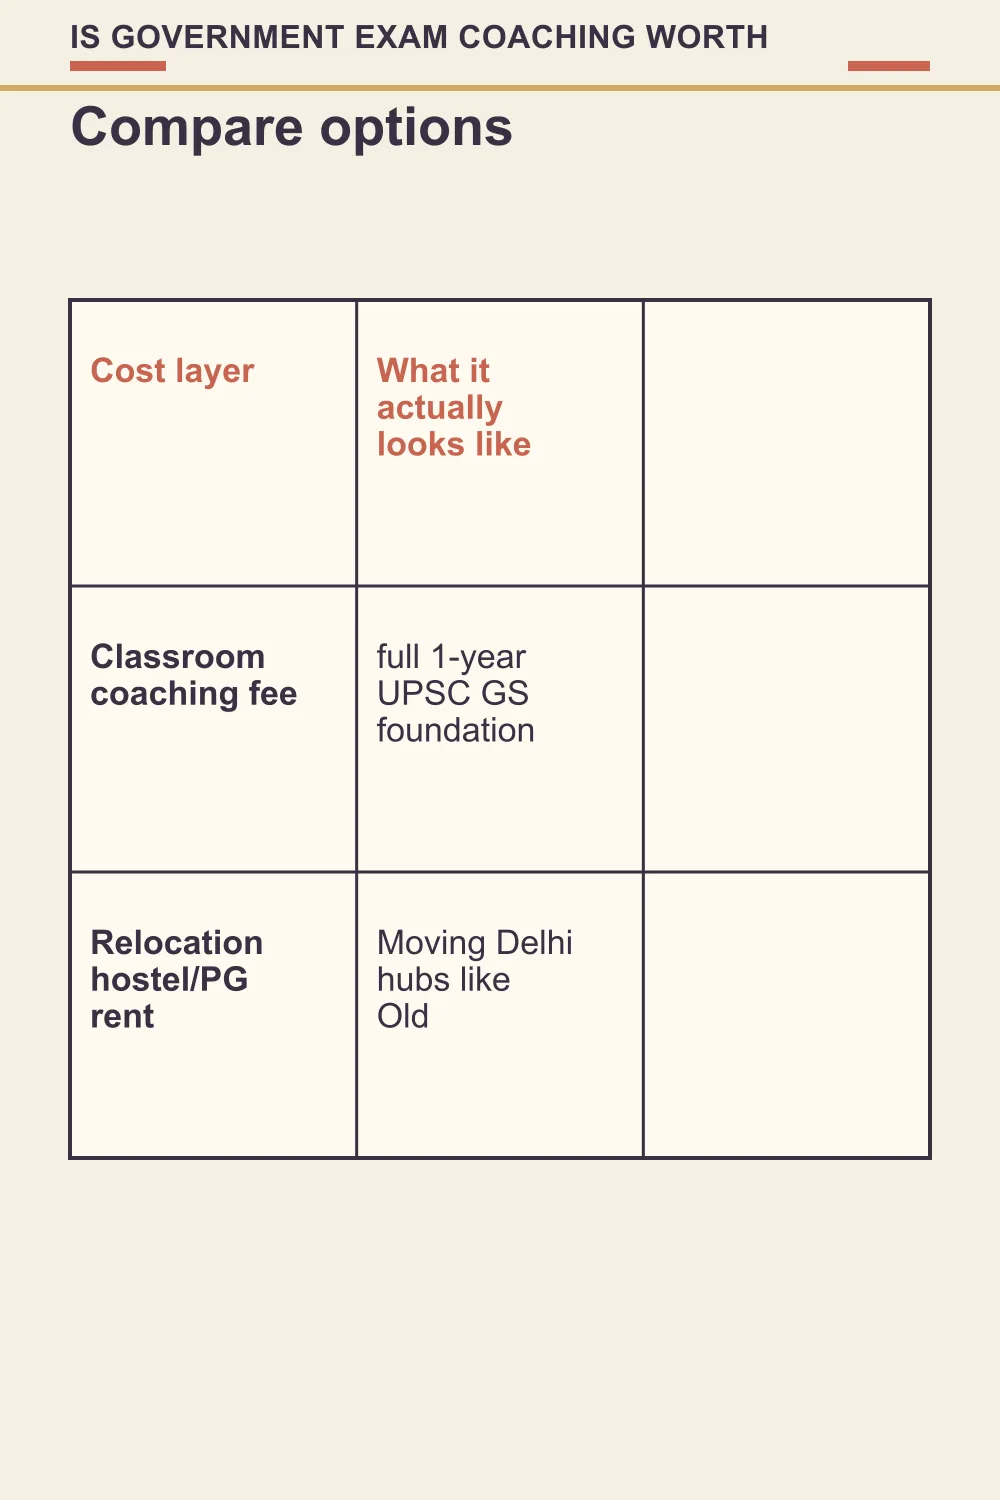 IS GOVERNMENT EXAM COACHING WORTH
Compare options
Cost layer
What it
actually
looks like
Classroom
coaching fee
full 1-year
UPSC GS
foundation
Relocation
hostel/PG
rent
Moving Delhi
hubs like
Old